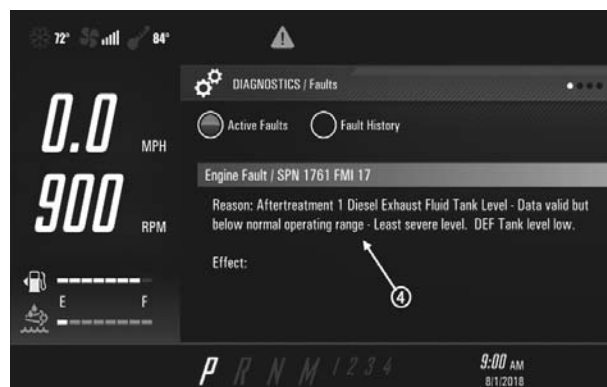 72° 84°
DIAGNOSTICS / Faults
Active Faults Fault History
0.0 MPH
Engine Fault / SPN 1761 FMI 17
Reason: Aftertreatment 1 Diesel Exhaust Fluid Tank Level - Data valid but
below normal operating range - Least severe level. DEF Tank level low.
900 RPM
Effect:
4
E F
P R N M 1 2 3 4
9:00 AM
8/1/2018